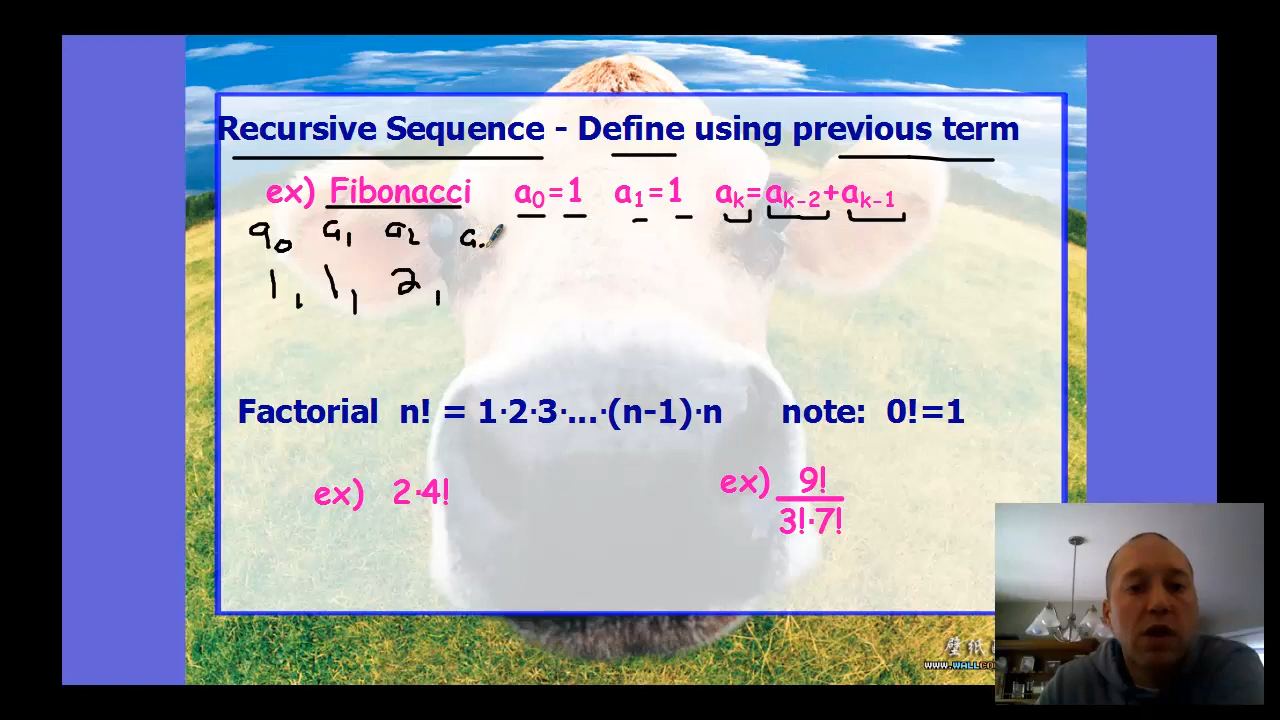 Recursive Sequence - Define using previous term
ex) Fibonacci a₀=1 a₁=1 aₖ=aₖ₋₂+aₖ₋₁
a₀ a₁ a₂ a
1, 1, 2,
Factorial n! = 1·2·3·...·(n-1)·n note: 0!=1
ex) 2·4!
ex) 9!
3!·7!